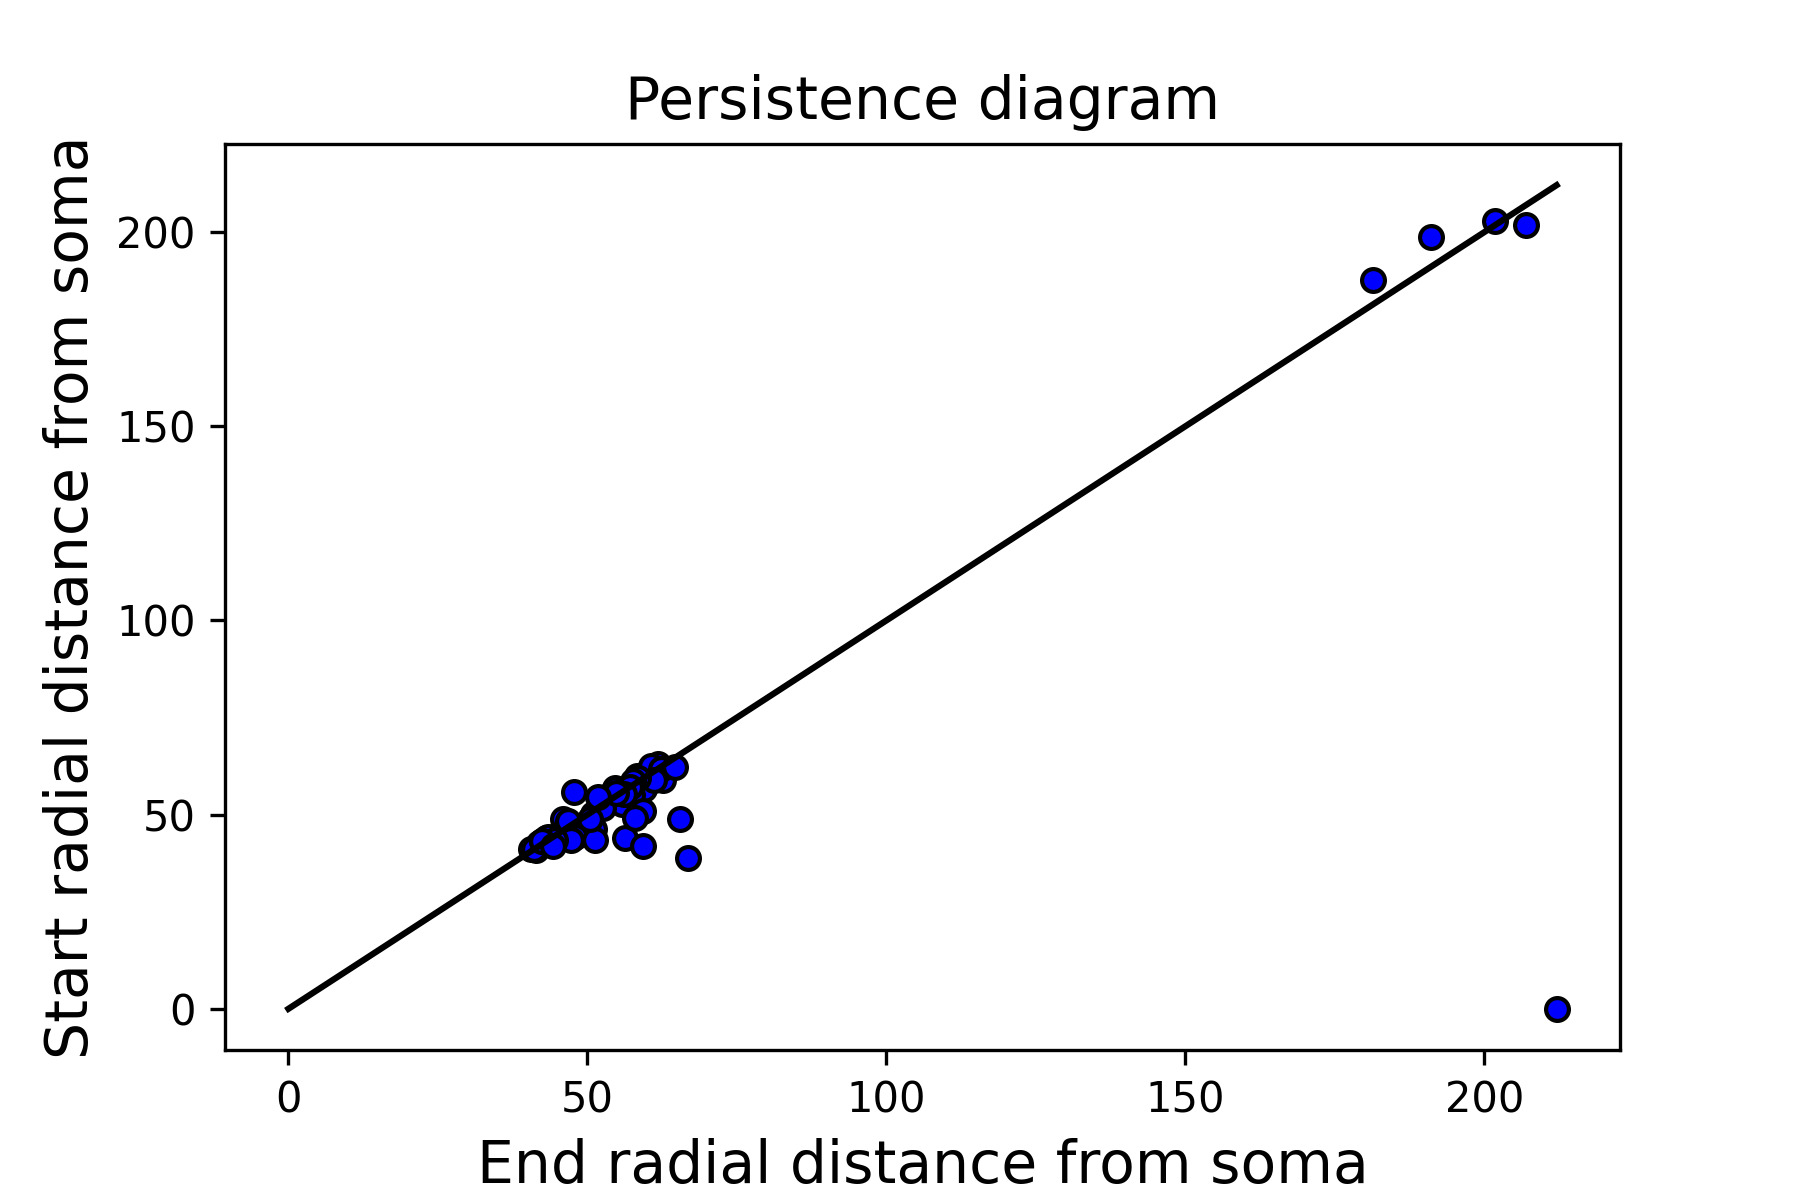 Persistence diagram
Start radial distance from soma
200
150
100
50
0
0 50 100 150 200
End radial distance from soma